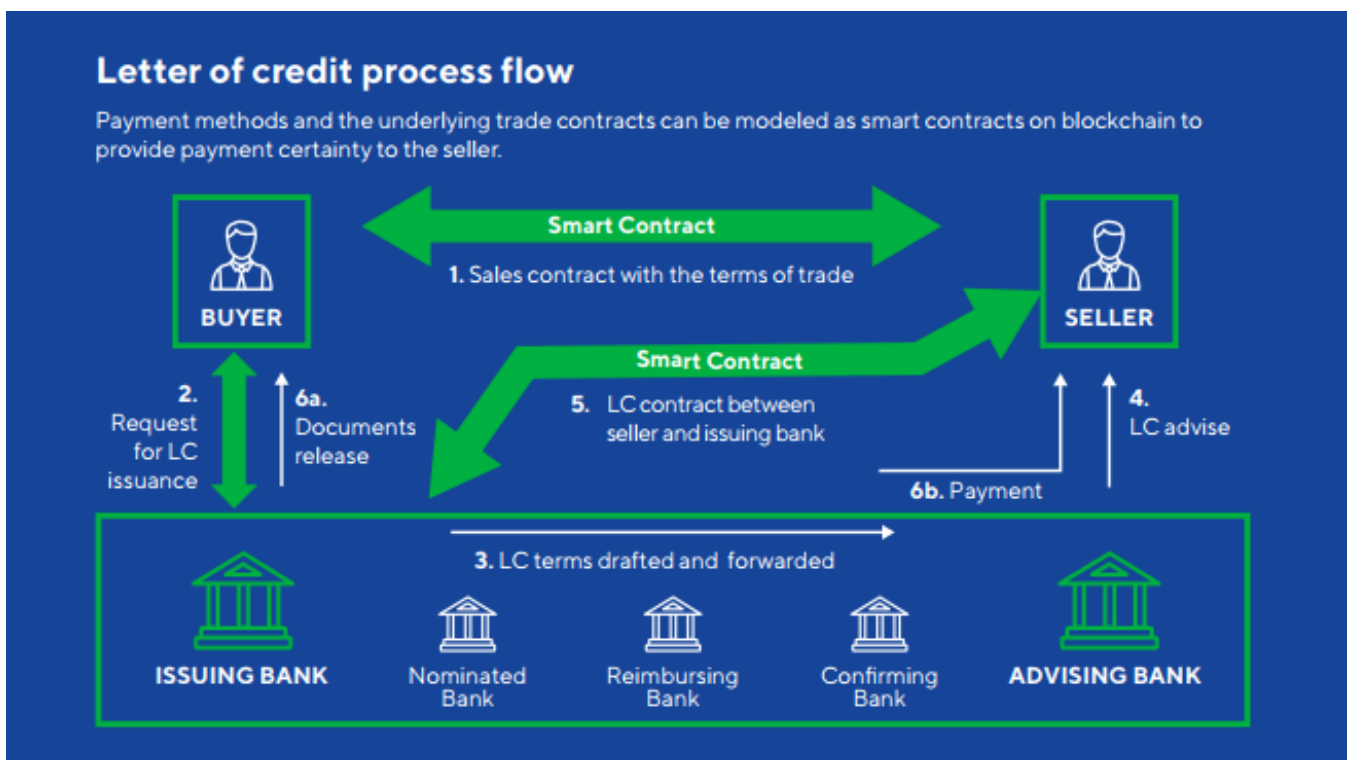 Letter of credit process flow
Payment methods and the underlying trade contracts can be modeled as smart contracts on blockchain to
provide payment certainty to the seller.
Smart Contract
1. Sales contract with the terms of trade
BUYER
SELLER
Smart Contract
5. LC contract between
seller and issuing bank
2.
Request
for LC
issuance
6a.
Documents
release
4.
LC advise
6b. Payment
3. LC terms drafted and forwarded
ISSUING BANK
Nominated
Bank
Reimbursing
Bank
Confirming
Bank
ADVISING BANK